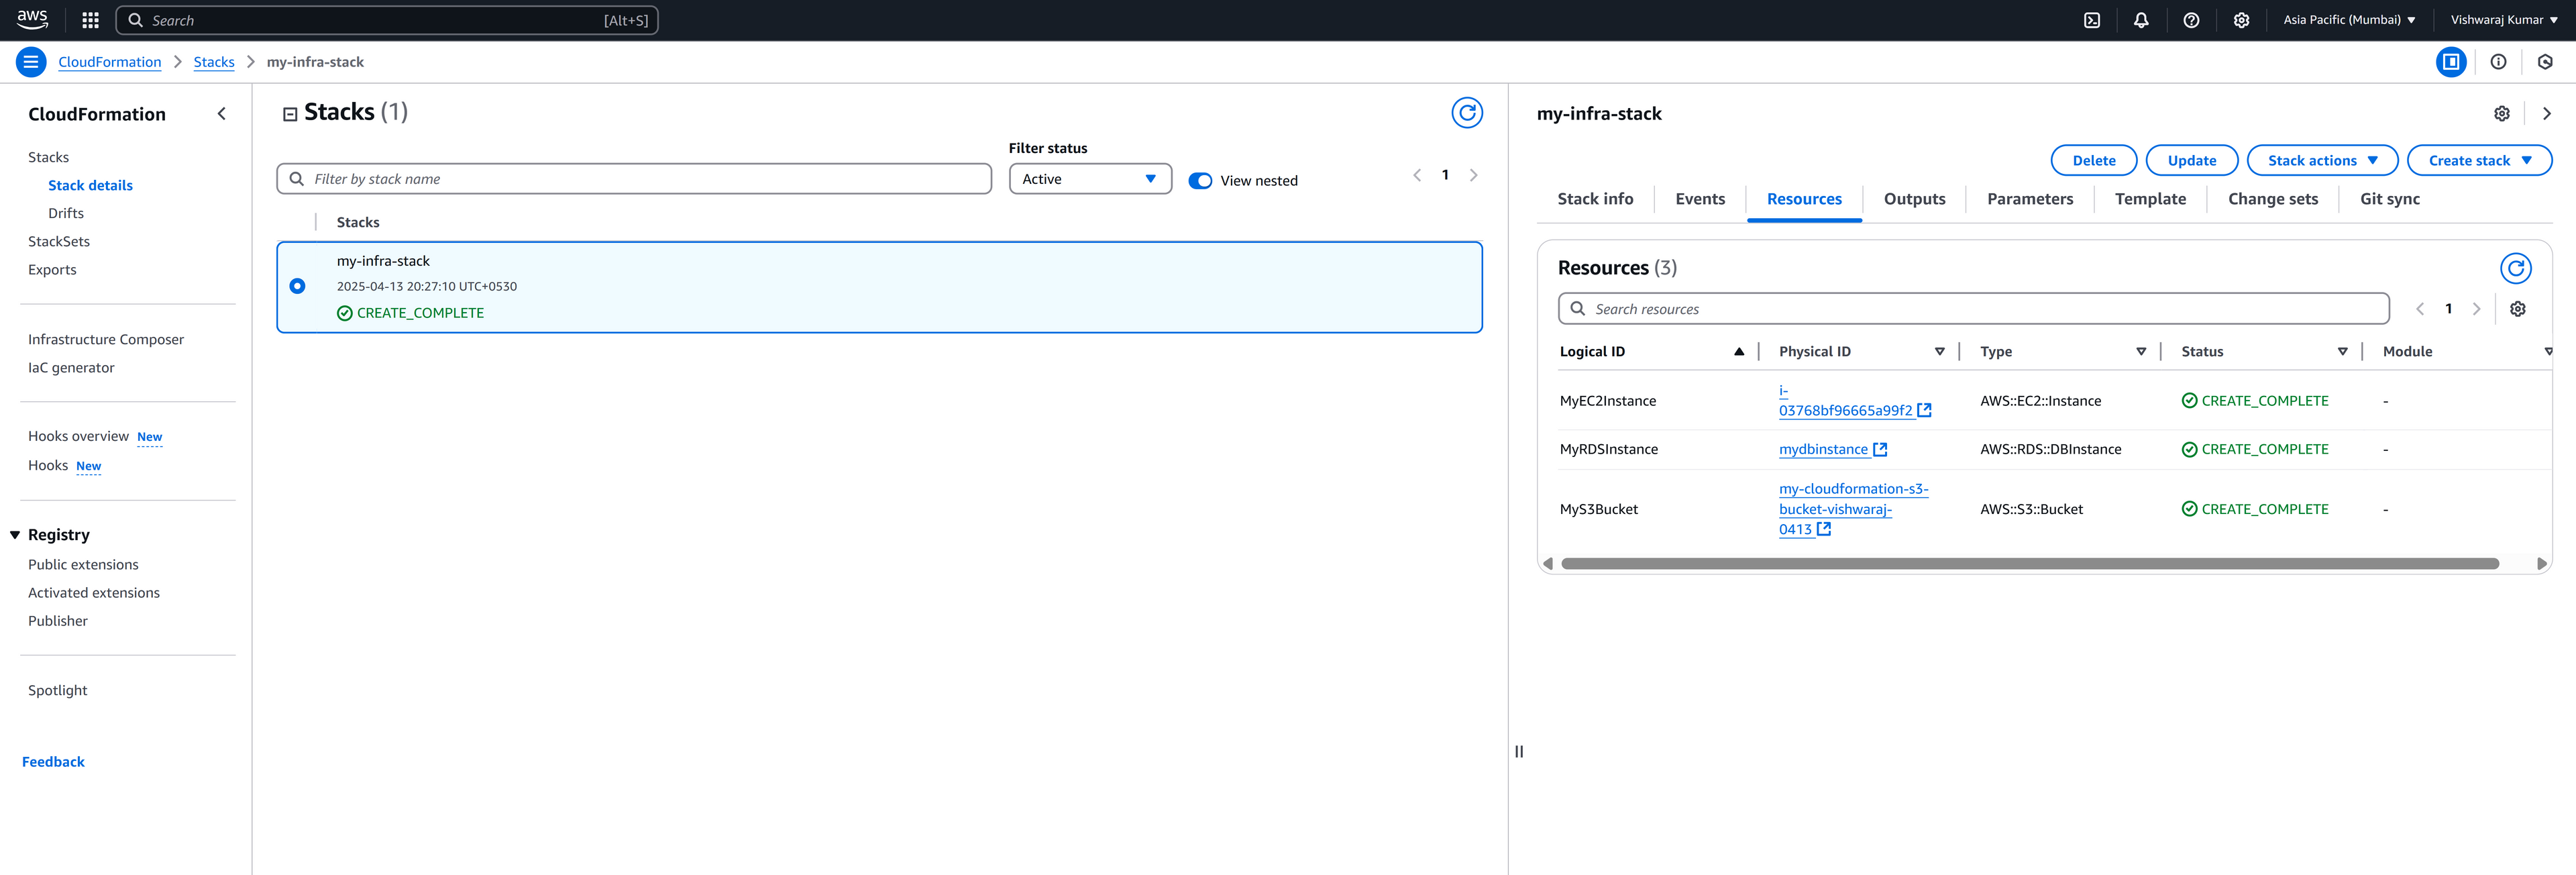 aws
Search [Alt+S]
Asia Pacific (Mumbai)
Vishwaraj Kumar
CloudFormation
Stacks
my-infra-stack
CloudFormation
Stacks
Stack details
Drifts
StackSets
Exports
Infrastructure Composer
IaC generator
Hooks overview New
Hooks New
Registry
Public extensions
Activated extensions
Publisher
Spotlight
Feedback
Stacks (1)
Filter status
Filter by stack name
Active
View nested
1
Stacks
my-infra-stack
2025-04-13 20:27:10 UTC+0530
CREATE_COMPLETE
my-infra-stack
Delete
Update
Stack actions
Create stack
Stack info
Events
Resources
Outputs
Parameters
Template
Change sets
Git sync
Resources (3)
Search resources
1
Logical ID Physical ID Type Status Module
MyEC2Instance
i-
03768bf96665a99f2
AWS::EC2::Instance
CREATE_COMPLETE
-
MyRDSInstance
mydbinstance
AWS::RDS::DBInstance
CREATE_COMPLETE
-
MyS3Bucket
my-cloudformation-s3-
bucket-vishwaraj-
0413
AWS::S3::Bucket
CREATE_COMPLETE
-